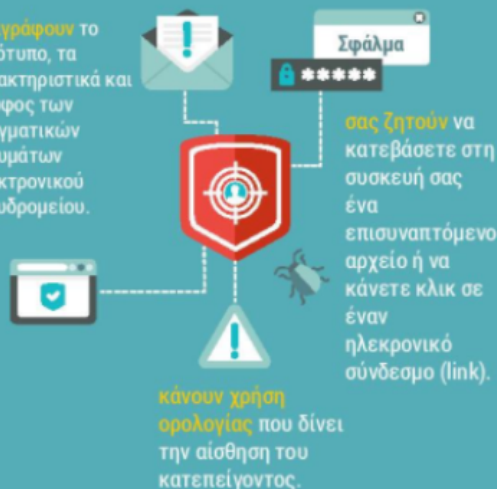 γράφουν το
ότυπο, τα
ακτηριστικά και
φος των
γματικών
υμάτων
κτρονικού
υδρομείου.
Σφάλμα
*****
σας ζητούν να
κατεβάσετε στη
συσκευή σας
ένα
επισυναπτόμενο
αρχείο ή να
κάνετε κλικ σε
έναν
ηλεκρονικό
σύνδεσμο (link).
κάνουν χρήση
ορολογίας που δίνει
την αίσθηση του
κατεπείγοντος.